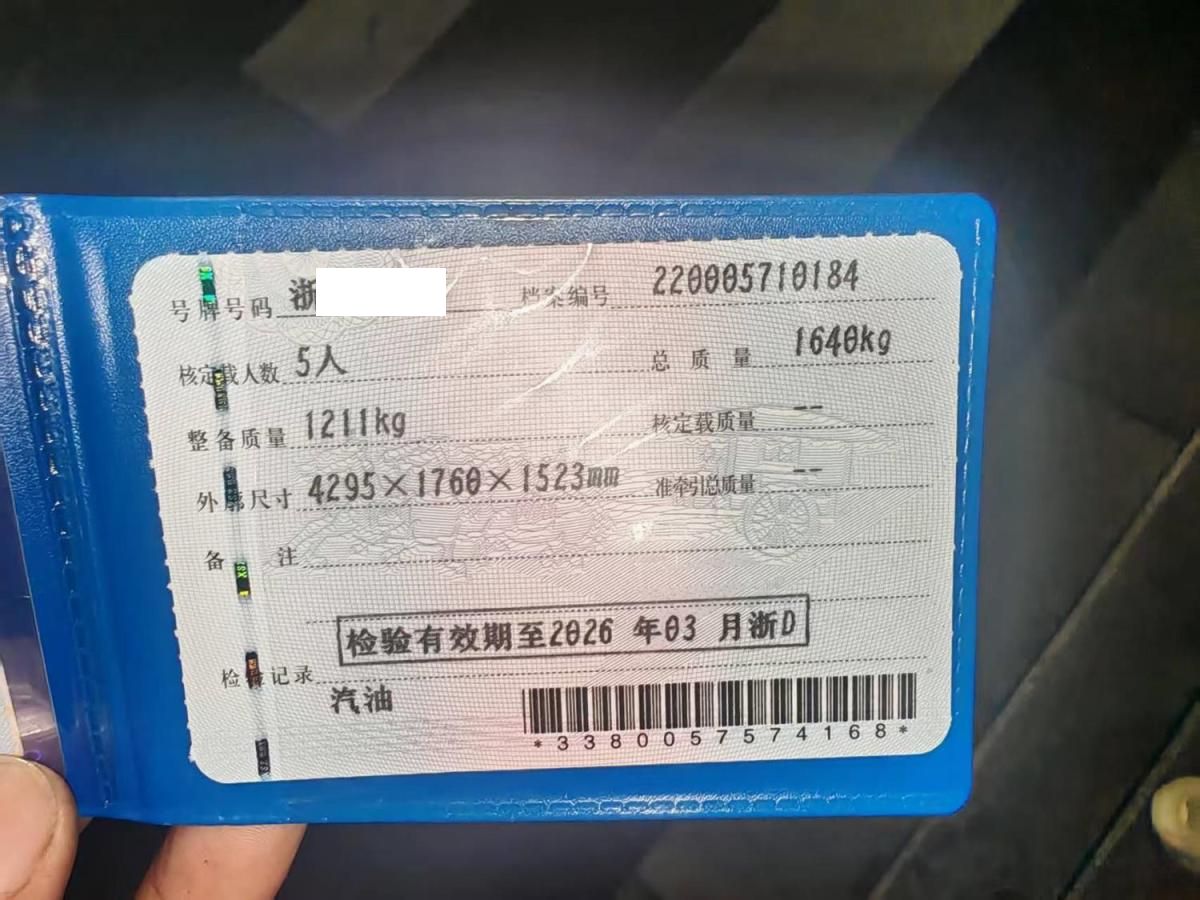 号牌号码 浙 档案编号 220005710184
核定载人数 5人 总质量 1640kg
整备质量 1211kg 核定载质量 --
外廓尺寸 4295×1760×1523mm 准牵引总质量 --
备注
检验有效期至2026年03月浙D
检验记录
汽油
*3380057574168*